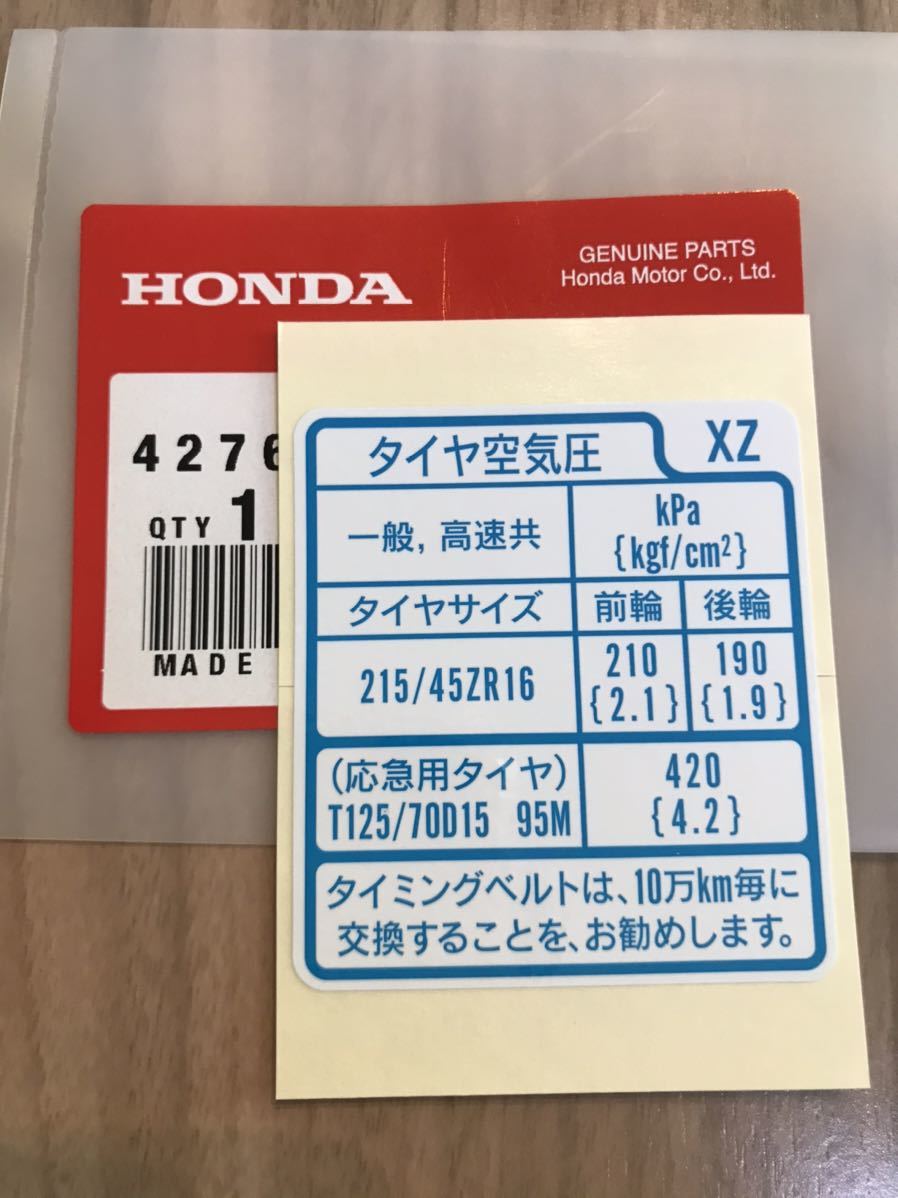 HONDA
GENUINE PARTS
Honda Motor Co., Ltd.
4276
QTY 1
MADE
タイヤ空気圧 XZ
一般, 高速共
kPa
{kgf/cm²}
タイヤサイズ 前輪 後輪
215/45ZR16
210 190
{2.1} {1.9}
(応急用タイヤ)
T125/70D15 95M
420
{4.2}
タイミングベルトは、10万km毎に
交換することを、お勧めします。